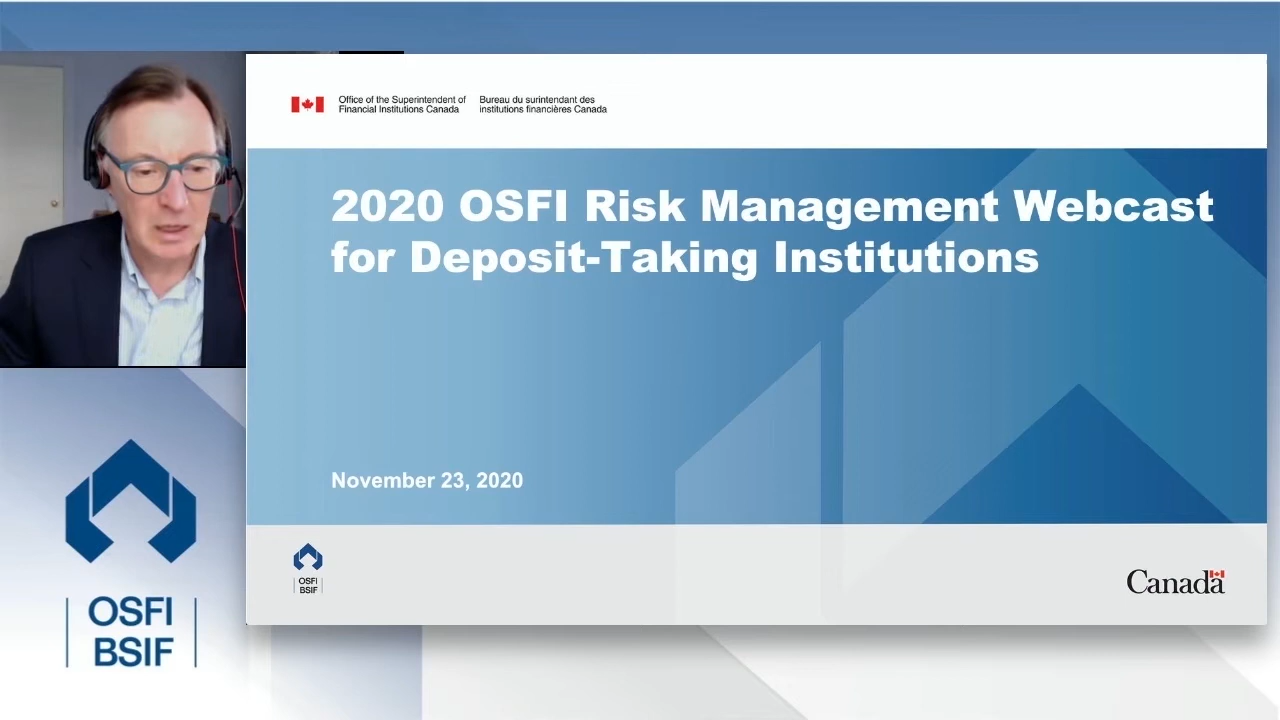 Office of the Superintendent of
Financial Institutions Canada
Bureau du surintendant des
institutions financières Canada
2020 OSFI Risk Management Webcast
for Deposit-Taking Institutions
November 23, 2020
OSFI
BSIF
Canada
OSFI
BSIF